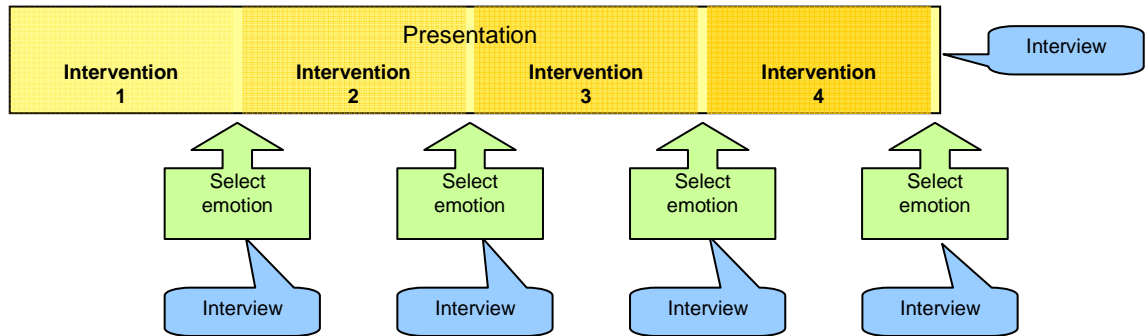 Presentation
Interview
Intervention
1
Intervention
2
Intervention
3
Intervention
4
Select
emotion
Select
emotion
Select
emotion
Select
emotion
Interview
Interview
Interview
Interview